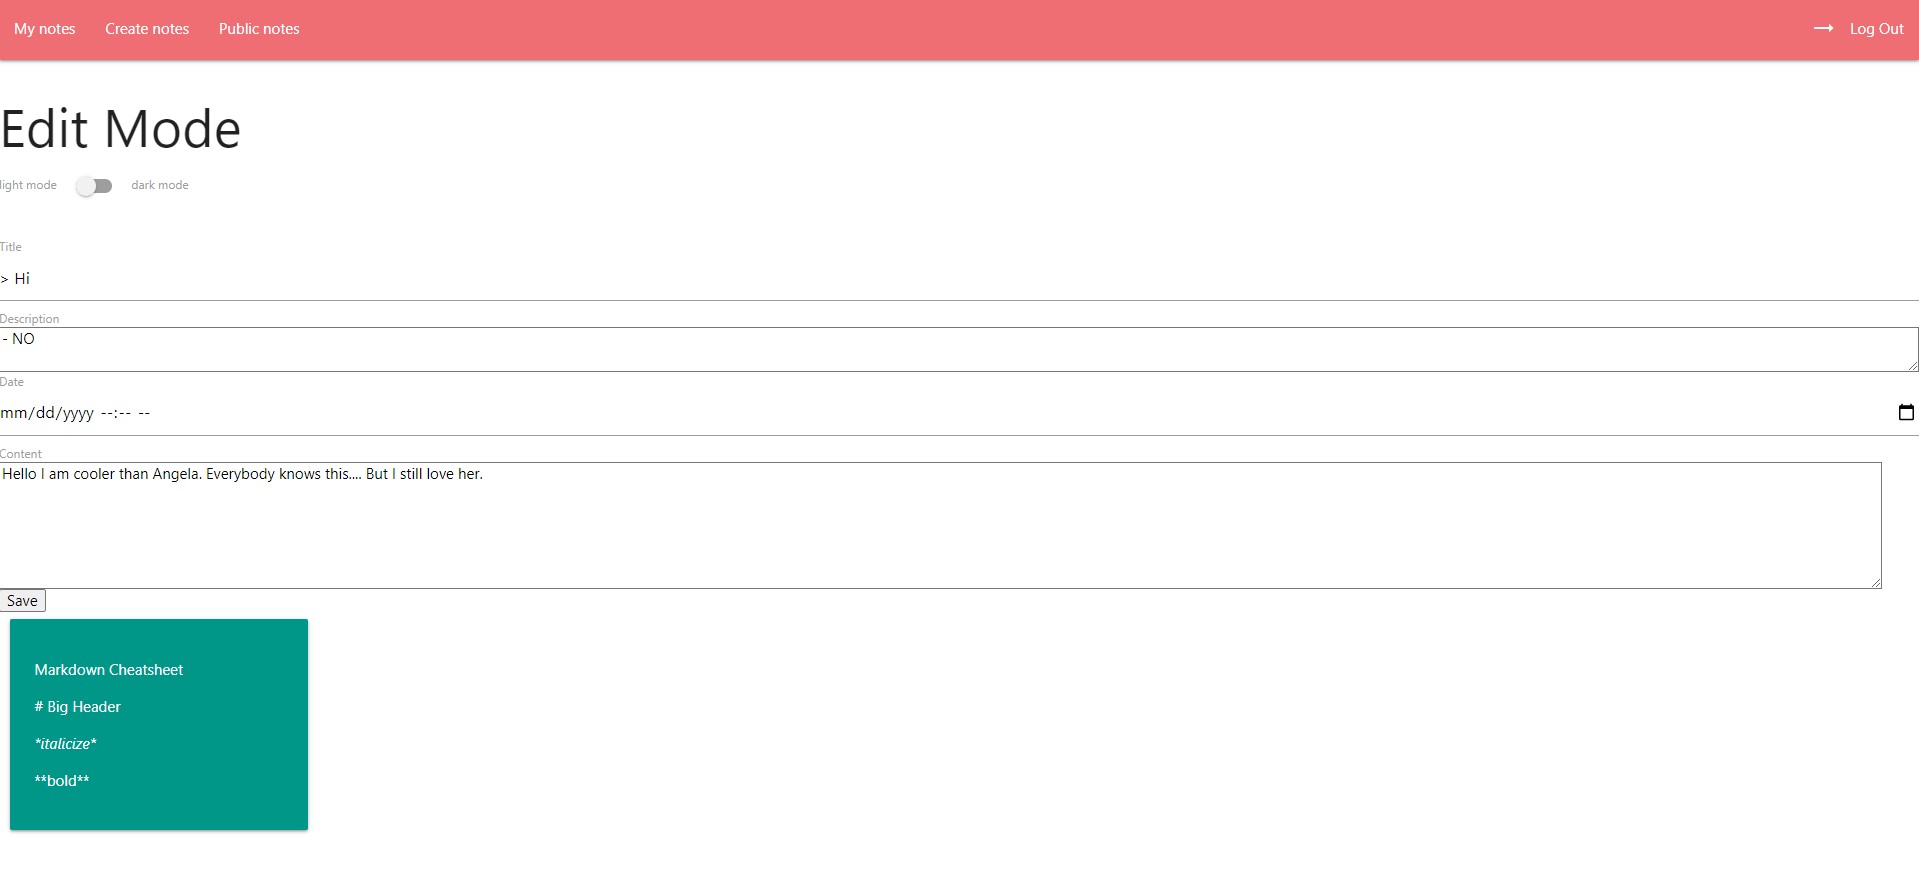 My notes Create notes Public notes → Log Out
Edit Mode
light mode dark mode
Title
> Hi
Description
- NO
Date
mm/dd/yyyy --:-- --
Content
Hello I am cooler than Angela. Everybody knows this.... But I still love her.
Save
Markdown Cheatsheet
# Big Header
*italicize*
**bold**